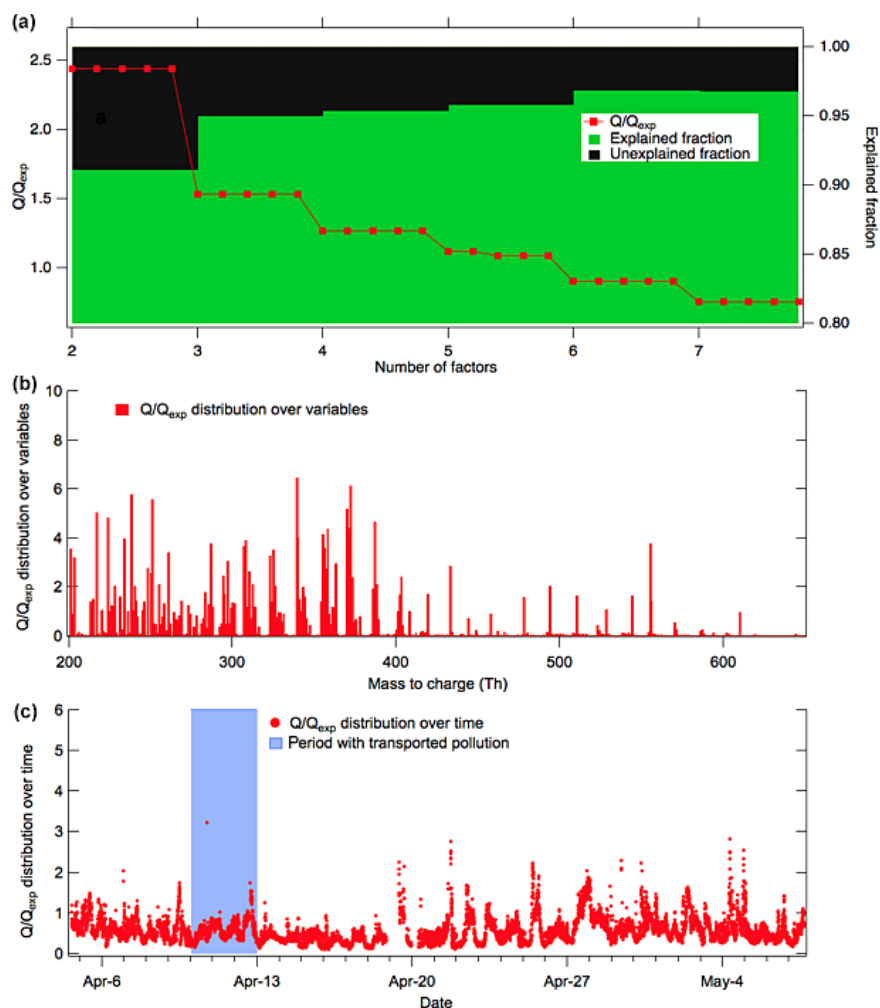 (a)
2.5
2.0
1.5
1.0
Q/Qexp
a
Q/Qexp
Explained fraction
Unexplained fraction
1.00
0.95
0.90
0.85
0.80
Explained fraction
2 3 4 5 6 7
Number of factors
(b)
10
8
6
4
2
0
Q/Qexp distribution over variables
Q/Qexp distribution over variables
200 300 400 500 600
Mass to charge (Th)
(c)
6
5
4
3
2
1
0
Q/Qexp distribution over time
Q/Qexp distribution over time
Period with transported pollution
Apr-6 Apr-13 Apr-20 Apr-27 May-4
Date